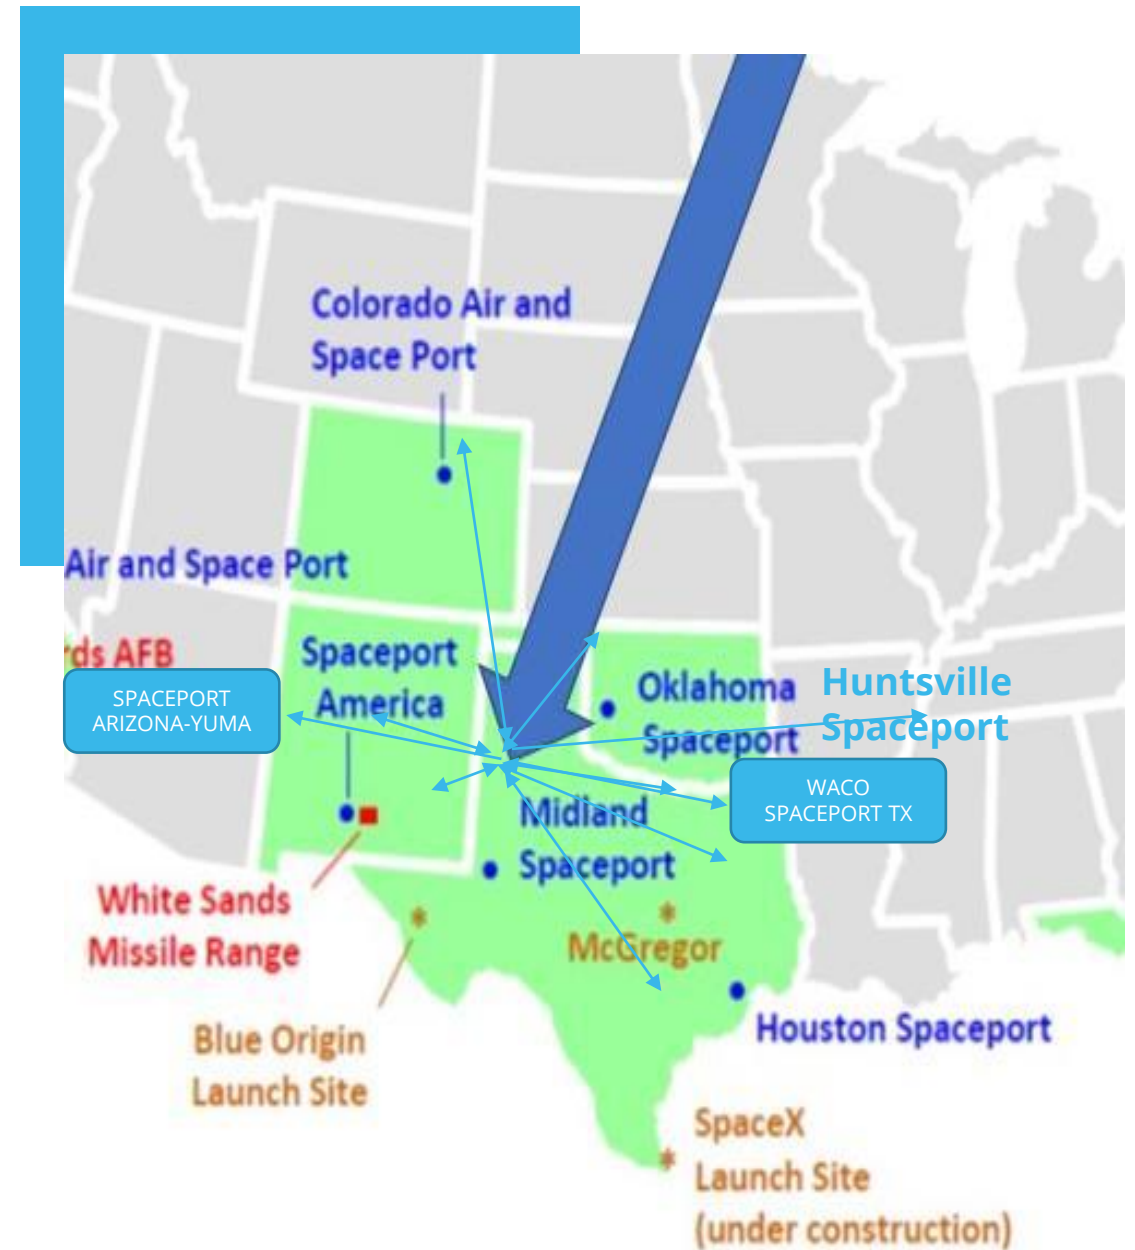 Colorado Air and
Space Port
Air and Space Port
rds AFB
SPACEPORT
ARIZONA-YUMA
Spaceport
America
Oklahoma
Spaceport
Huntsville
Spaceport
WACO
SPACEPORT TX
Midland
Spaceport
White Sands
Missile Range
McGregor
Blue Origin
Launch Site
Houston Spaceport
SpaceX
Launch Site
(under construction)